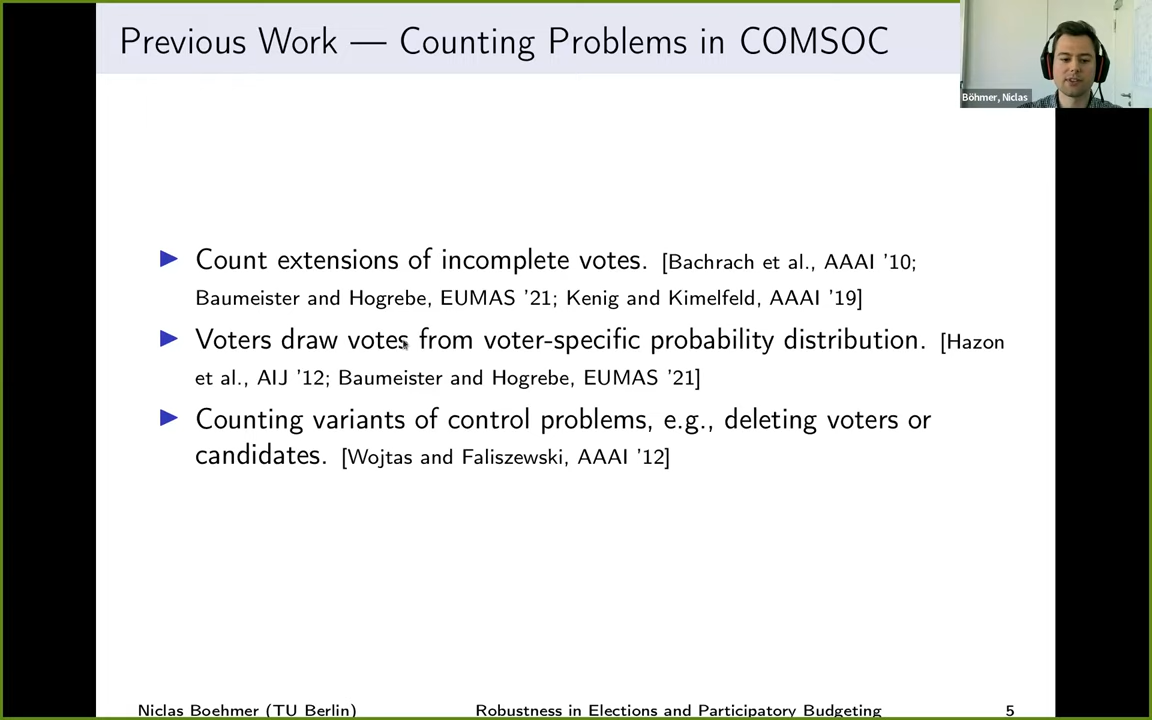 Previous Work — Counting Problems in COMSOC
Böhmer, Niclas
Count extensions of incomplete votes. [Bachrach et al., AAAI '10;
Baumeister and Hogrebe, EUMAS '21; Kenig and Kimelfeld, AAAI '19]
Voters draw votes from voter-specific probability distribution. [Hazon
et al., AIJ '12; Baumeister and Hogrebe, EUMAS '21]
Counting variants of control problems, e.g., deleting voters or
candidates. [Wojtas and Faliszewski, AAAI '12]
Niclas Boehmer (TU Berlin) Robustness in Elections and Participatory Budgeting 5